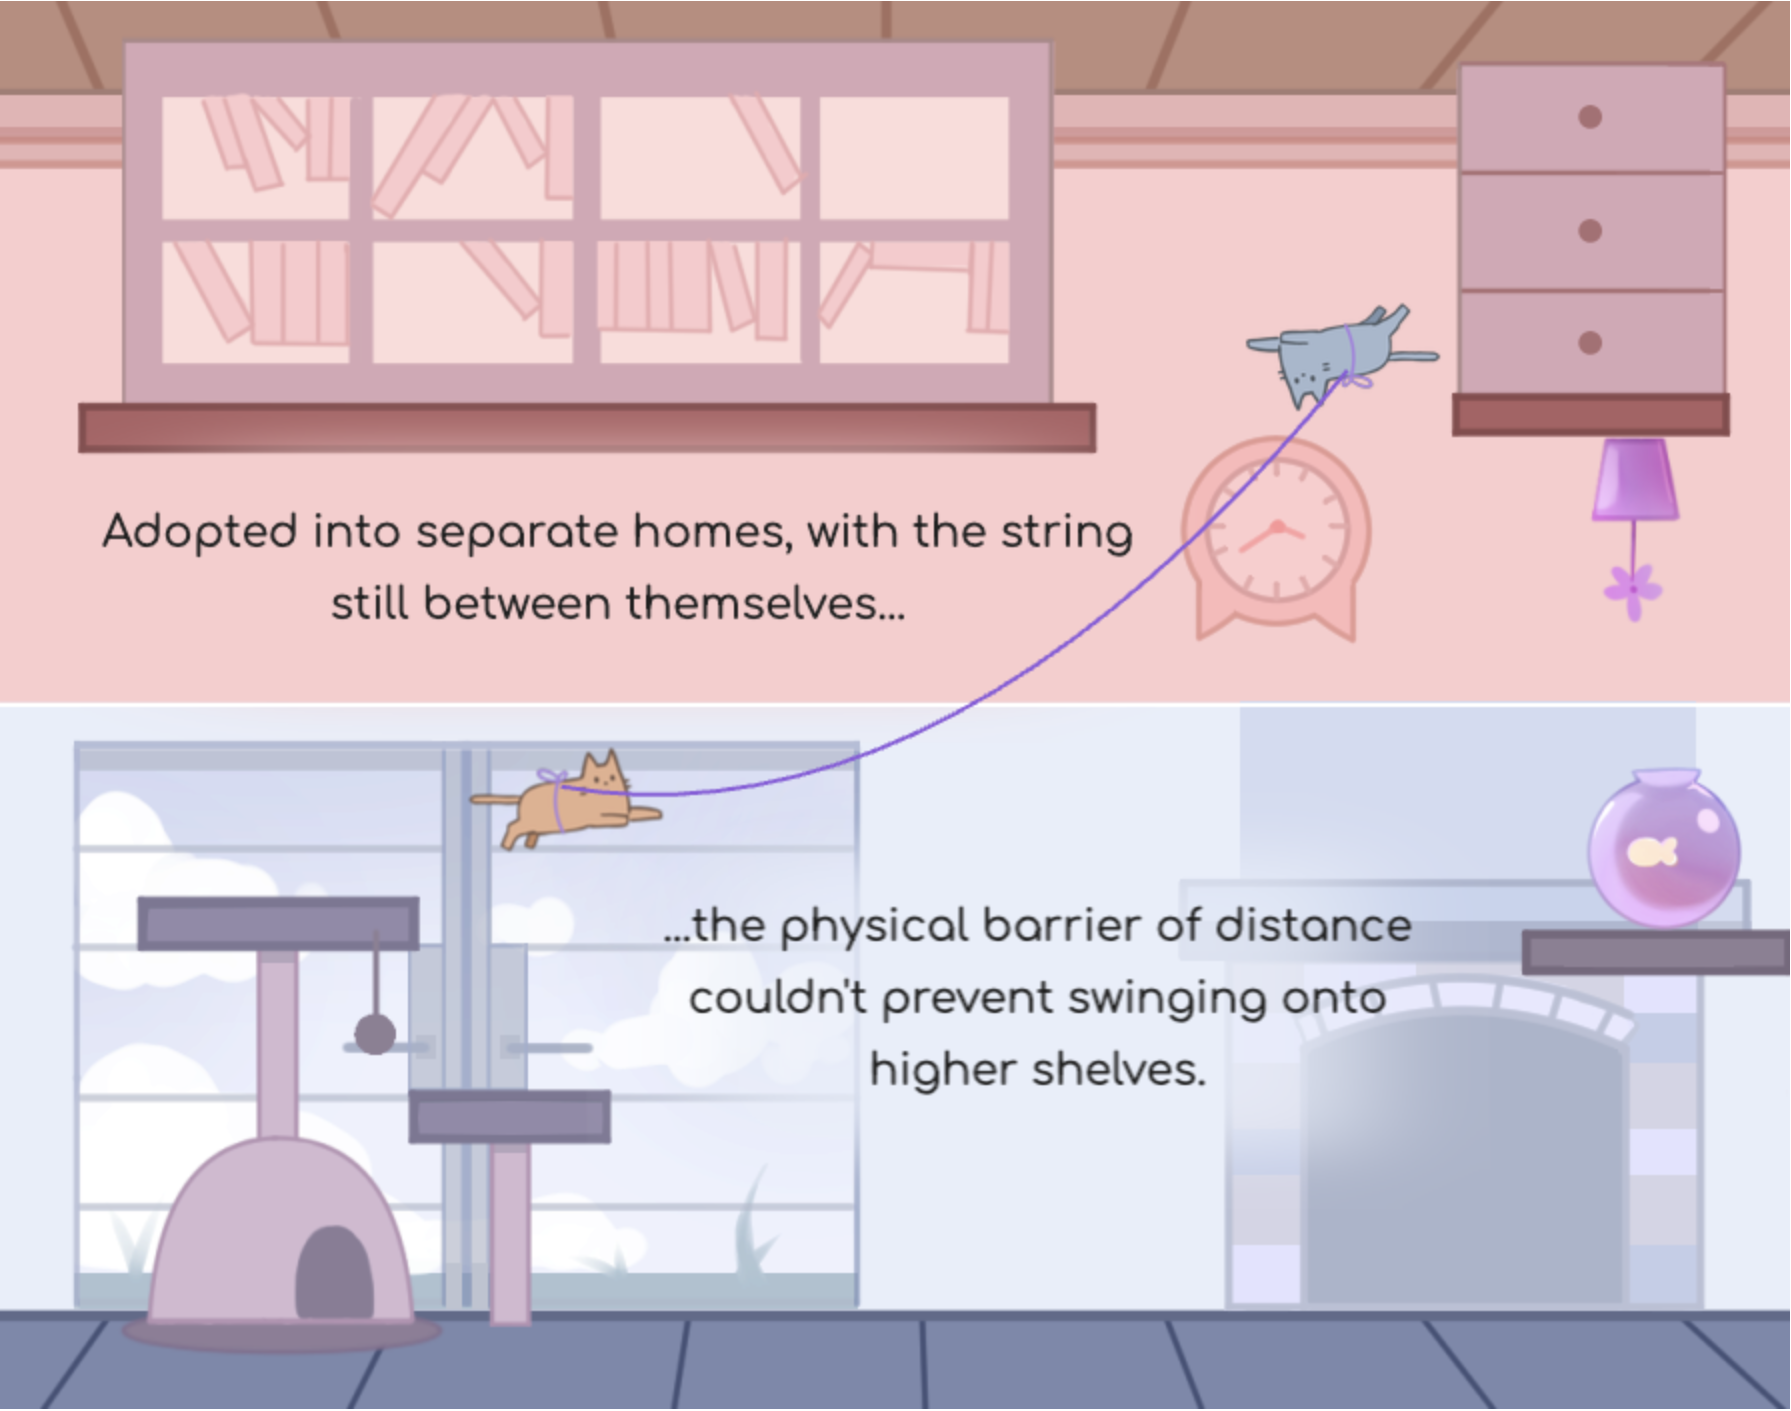 Adopted into separate homes, with the string
still between themselves...
...the physical barrier of distance
couldn't prevent swinging onto
higher shelves.